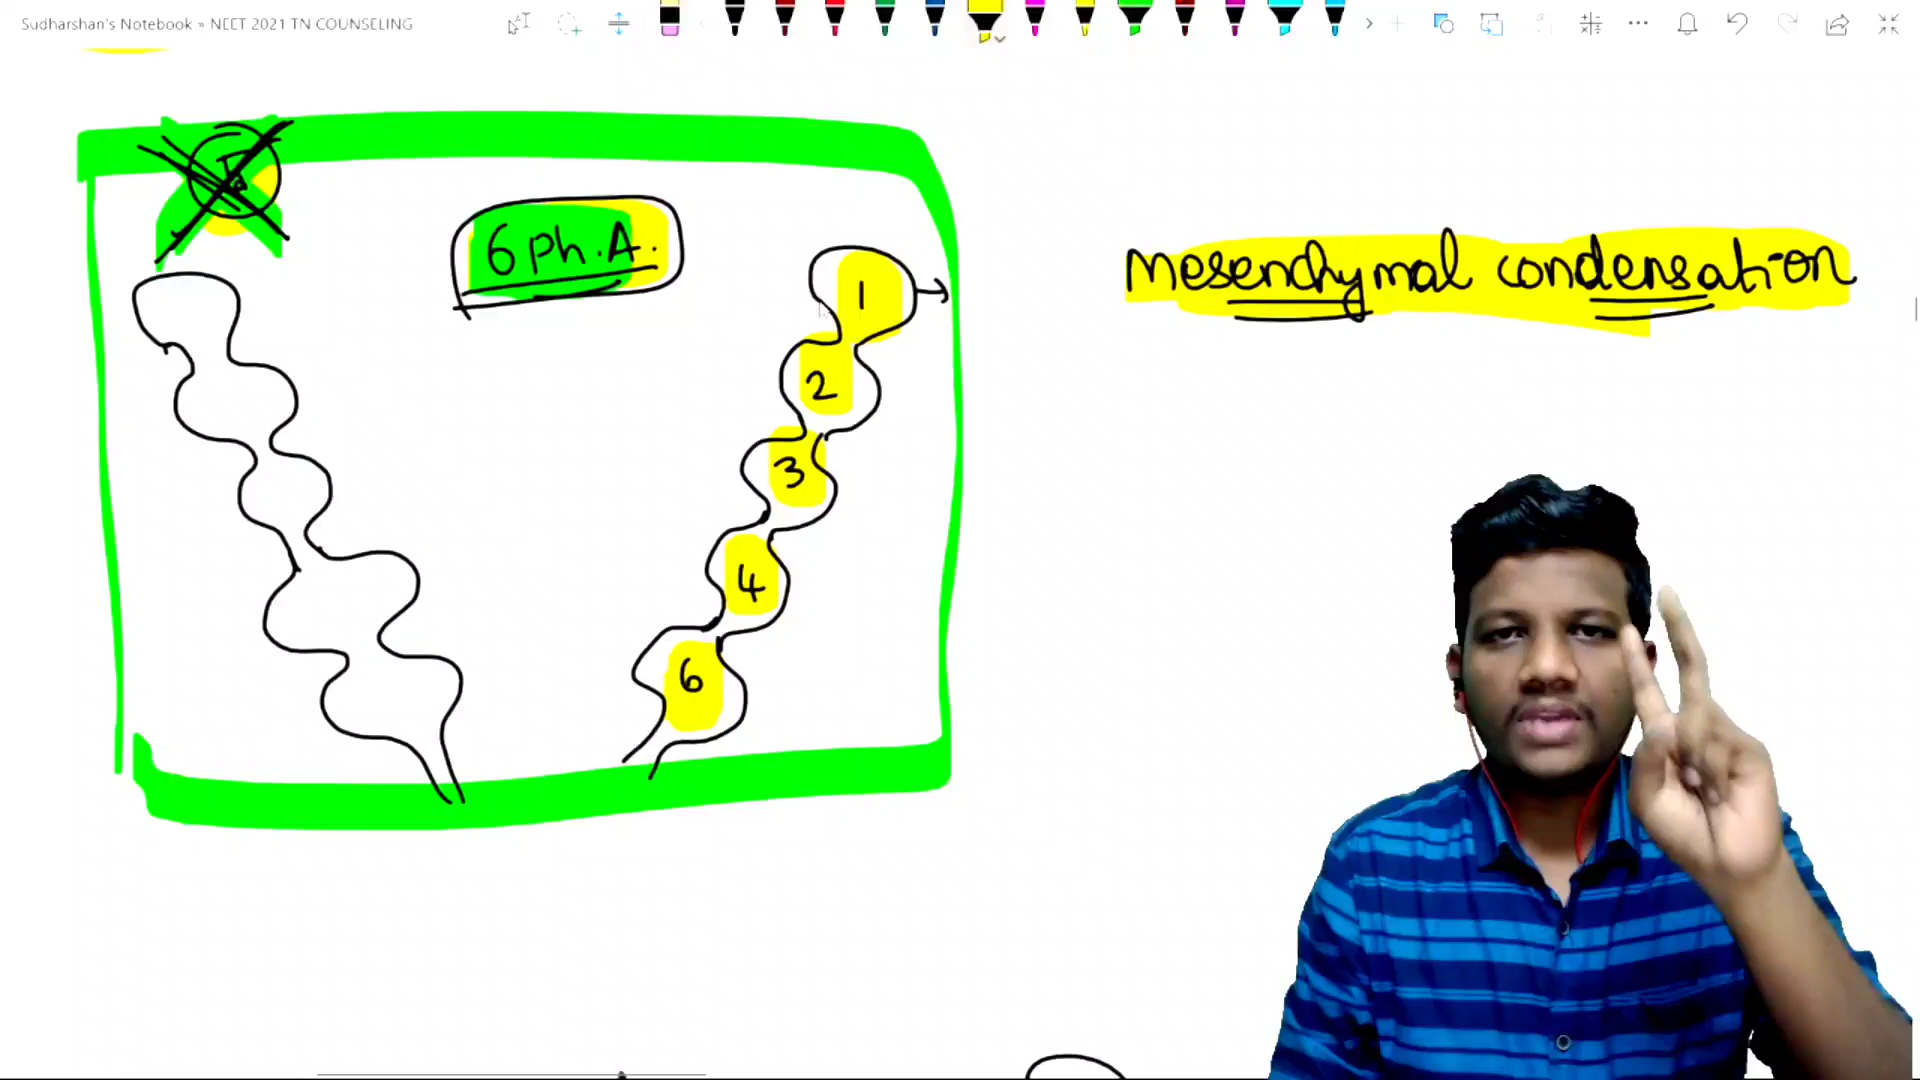 Sudharshan's Notebook » NEET 2021 TN COUNSELING
6 Ph.A.
1
2
3
4
6
Mesenchymal condensation